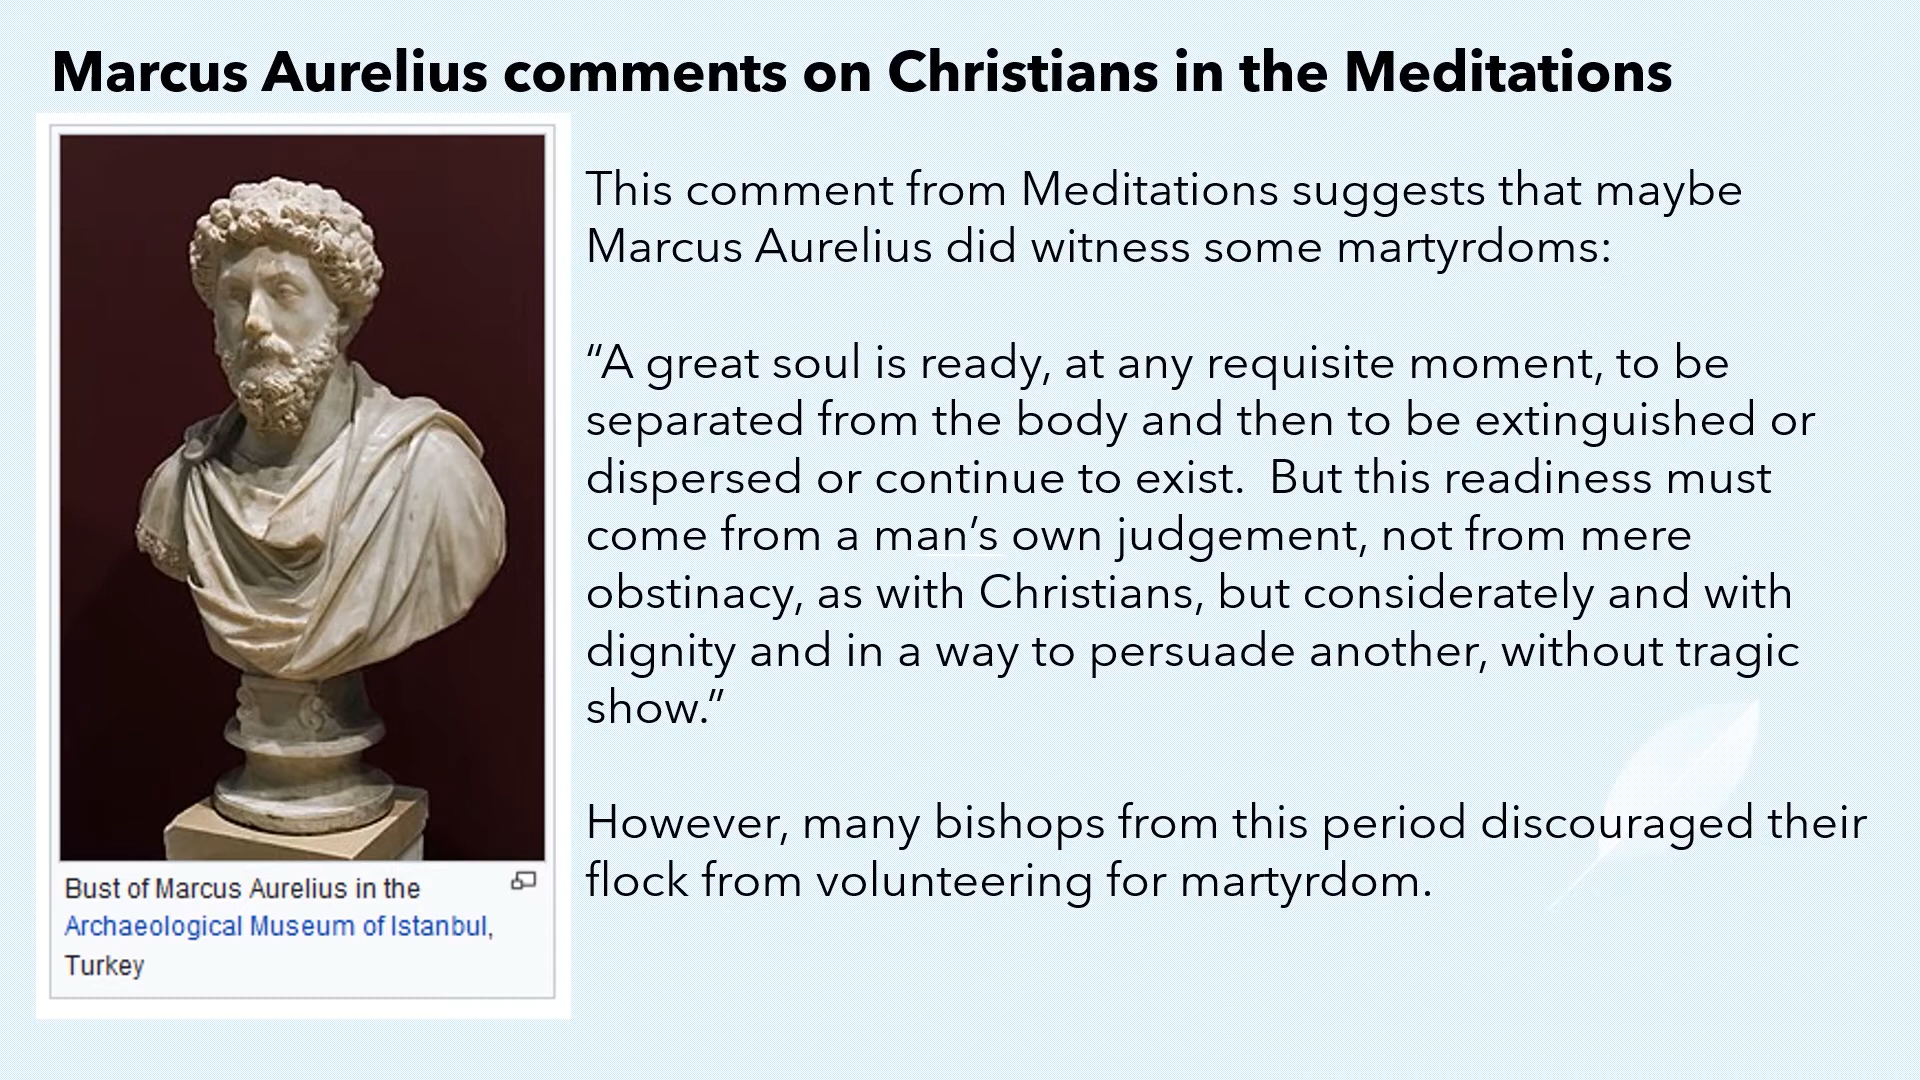 Marcus Aurelius comments on Christians in the Meditations
This comment from Meditations suggests that maybe
Marcus Aurelius did witness some martyrdoms:
“A great soul is ready, at any requisite moment, to be
separated from the body and then to be extinguished or
dispersed or continue to exist.  But this readiness must
come from a man’s own judgement, not from mere
obstinacy, as with Christians, but considerately and with
dignity and in a way to persuade another, without tragic
show.”
However, many bishops from this period discouraged their
flock from volunteering for martyrdom.
Bust of Marcus Aurelius in the
Archaeological Museum of Istanbul,
Turkey